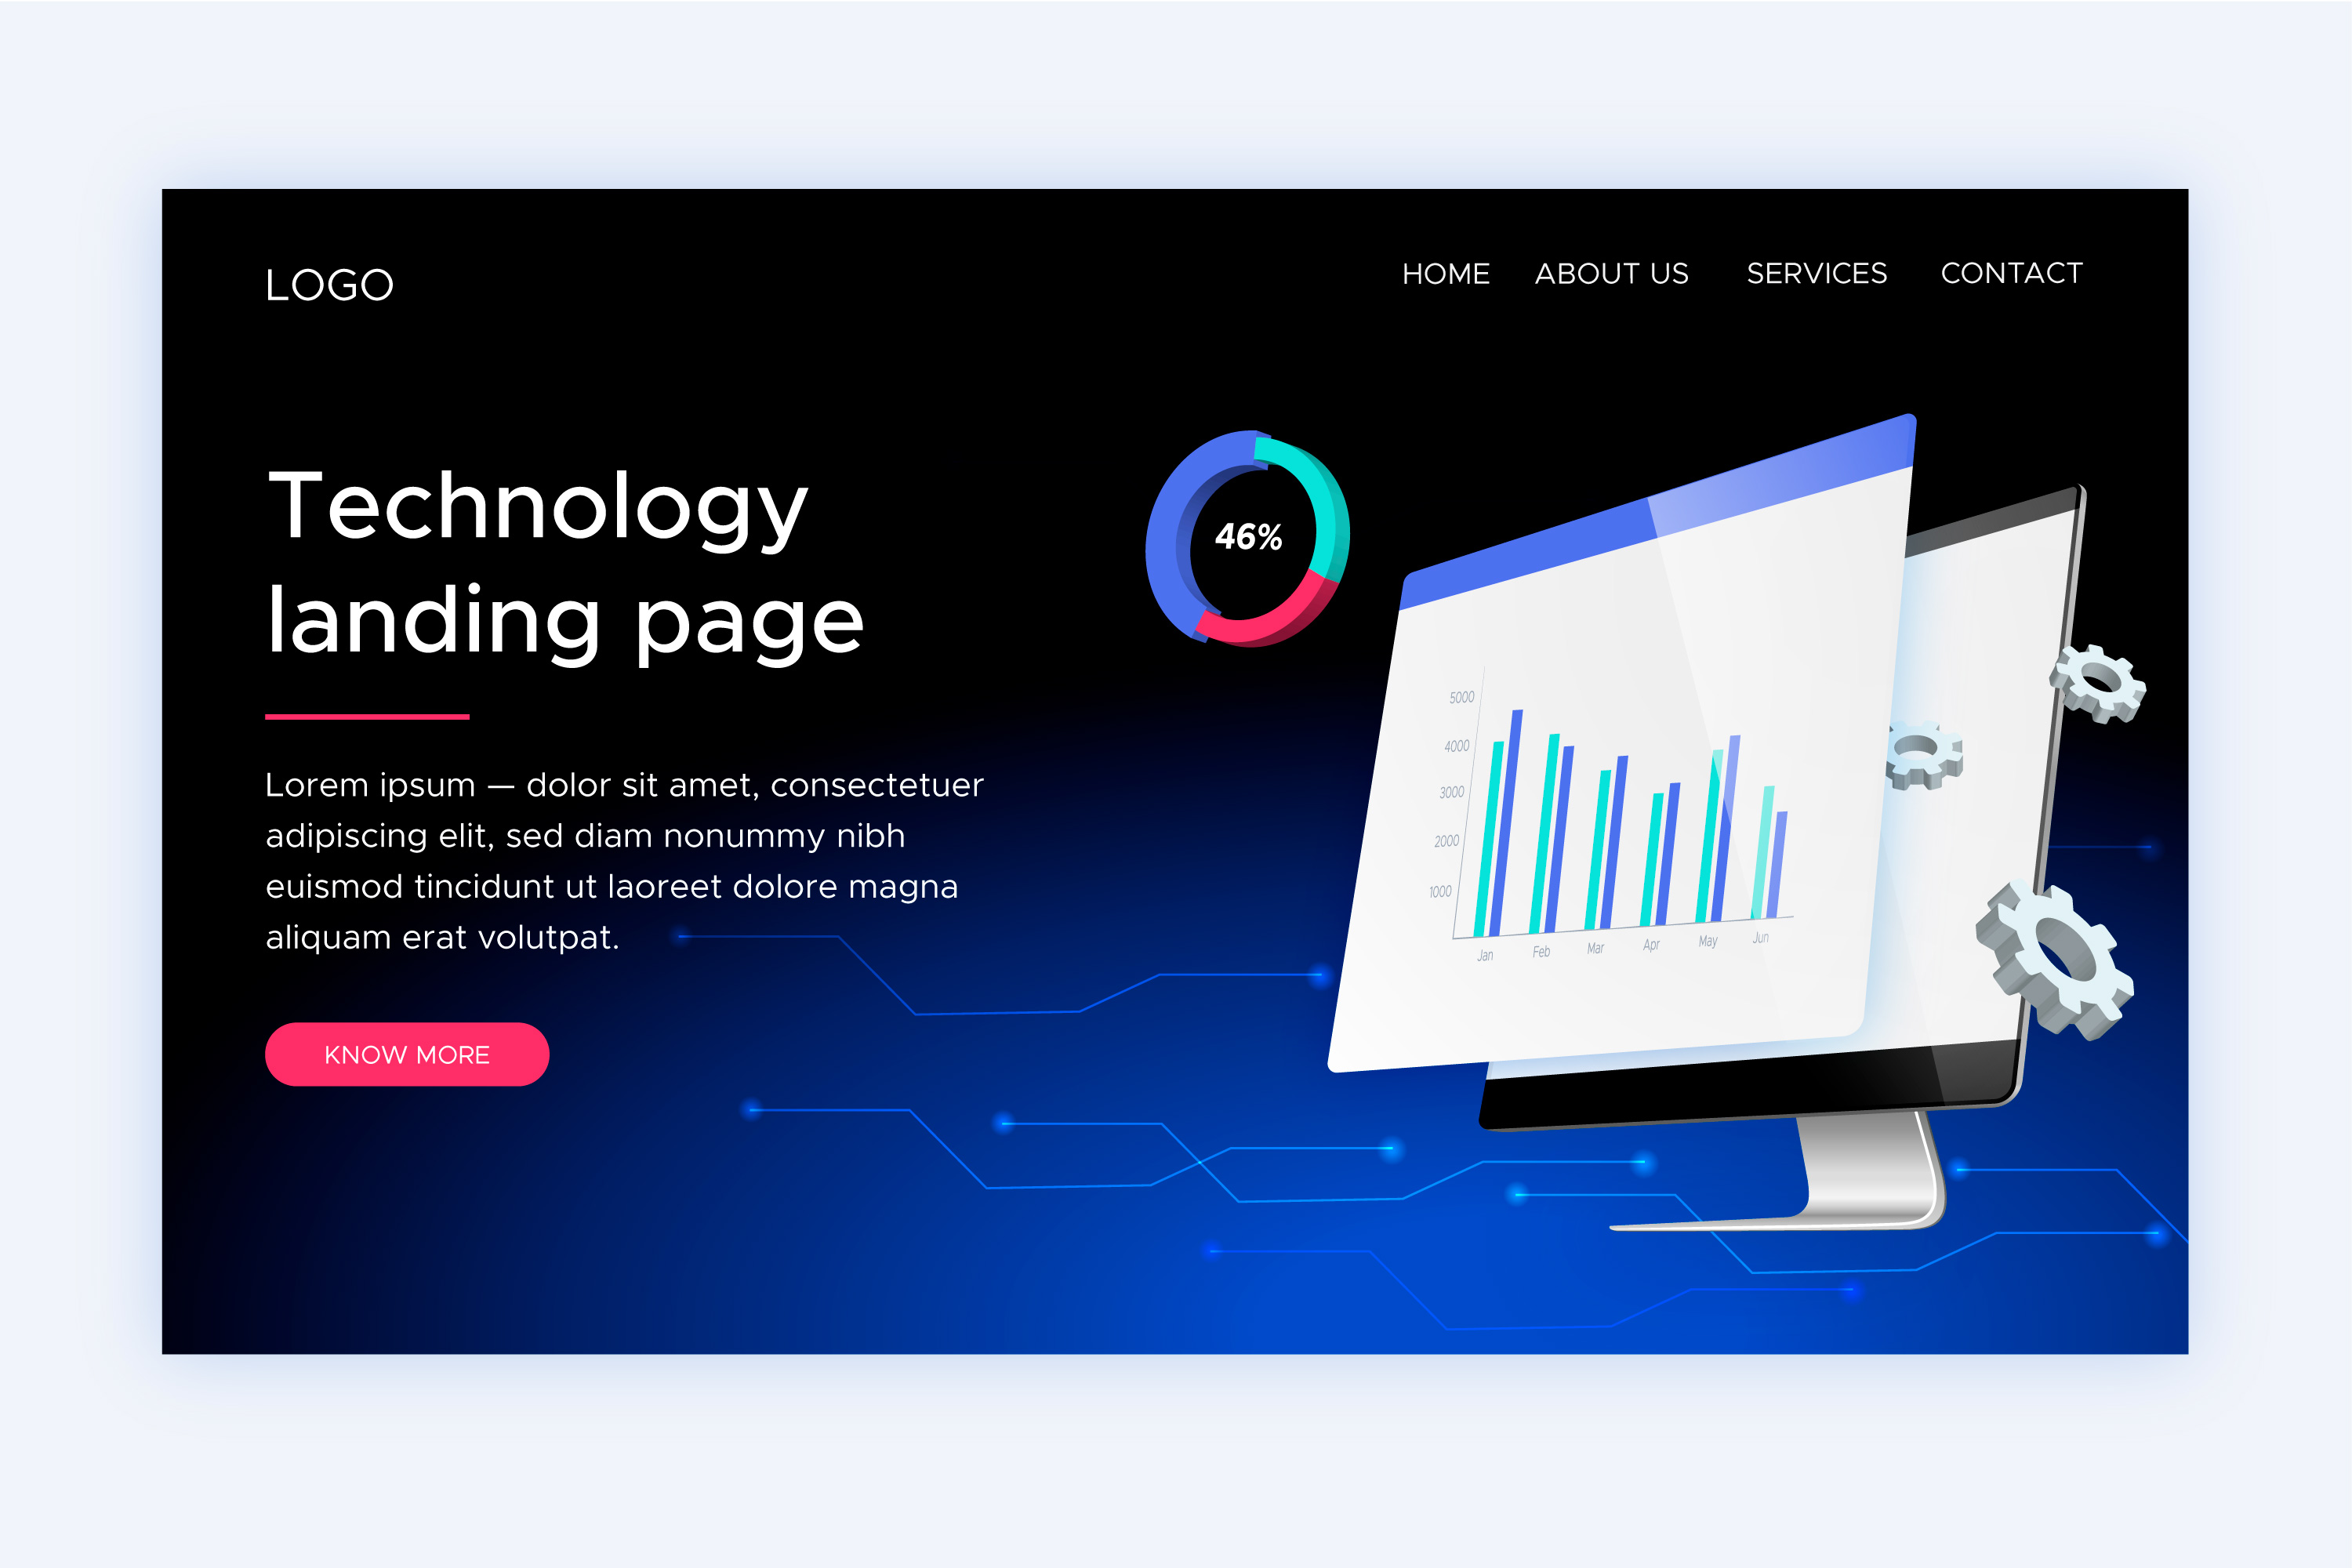 LOGO
HOME ABOUT US SERVICES CONTACT
Technology
landing page
46%
Lorem ipsum — dolor sit amet, consectetuer
adipiscing elit, sed diam nonummy nibh
euismod tincidunt ut laoreet dolore magna
aliquam erat volutpat.
KNOW MORE
5000
4000
3000
2000
1000
Jan Feb Mar Apr May Jun